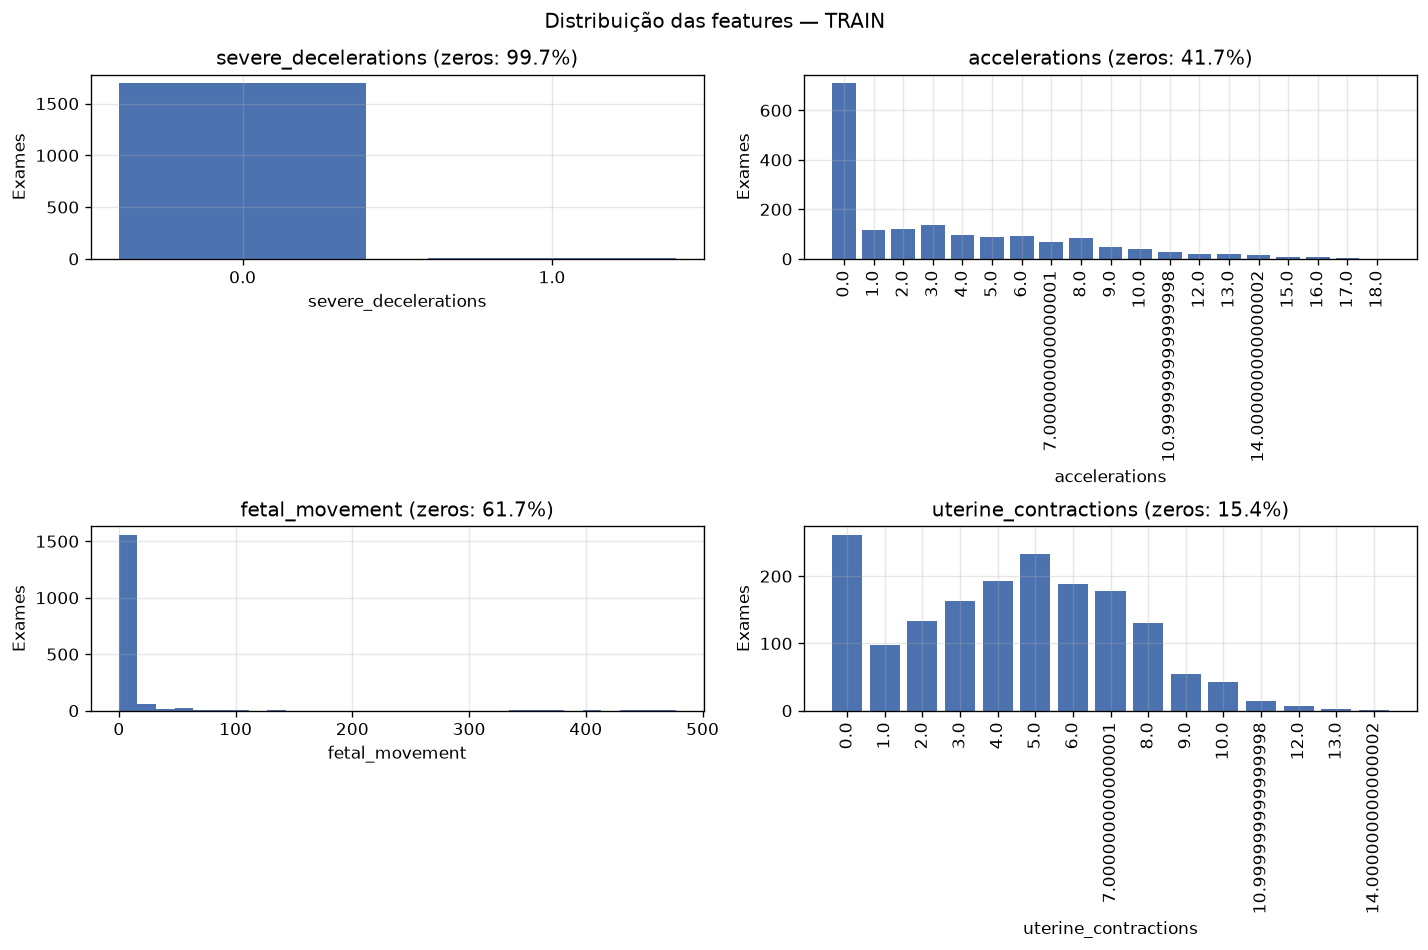 Distribuição das features — TRAIN
severe_decelerations (zeros: 99.7%)
Exames
1500
1000
500
0
0.0 1.0
severe_decelerations
accelerations (zeros: 41.7%)
Exames
600
400
200
0
0.0 1.0 2.0 3.0 4.0 5.0 6.0 7.000000000000001 8.0 9.0 10.0 10.999999999999998 12.0 13.0 14.000000000000002 15.0 16.0 17.0 18.0
accelerations
fetal_movement (zeros: 61.7%)
Exames
1500
1000
500
0
0 100 200 300 400 500
fetal_movement
uterine_contractions (zeros: 15.4%)
Exames
200
100
0
0.0 1.0 2.0 3.0 4.0 5.0 6.0 7.000000000000001 8.0 9.0 10.0 10.999999999999998 12.0 13.0 14.000000000000002
uterine_contractions